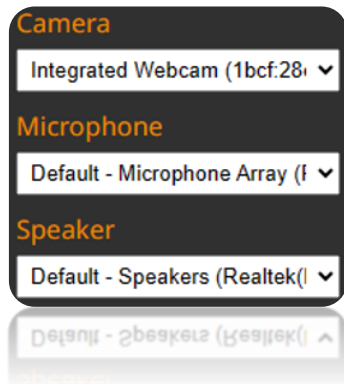 Camera
Integrated Webcam (1bcf:28
Microphone
Default - Microphone Array (
Speaker
Default - Speakers (Realtek(